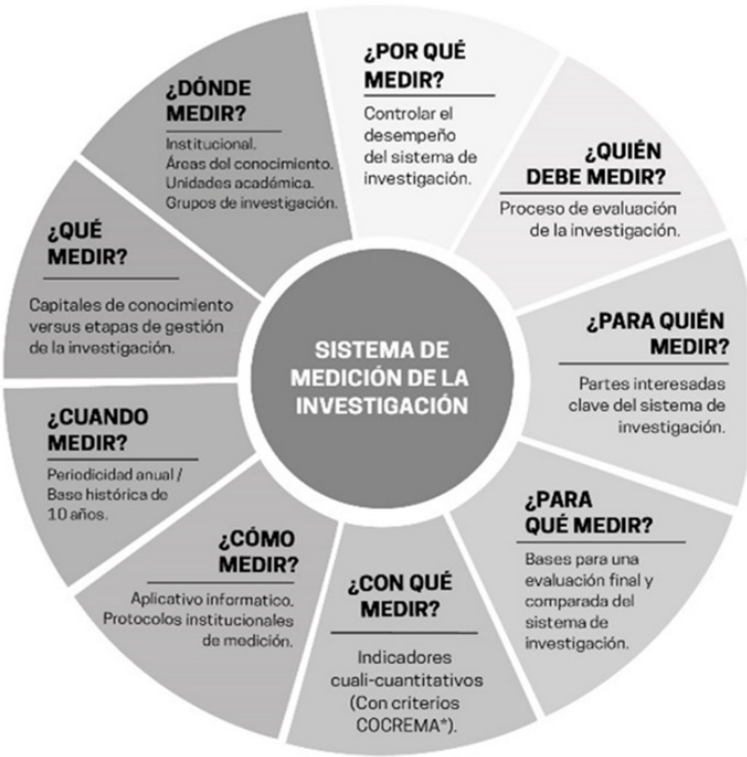 ¿POR QUÉ
MEDIR?
Controlar el
desempeño
del sistema de
investigación.
¿QUIÉN
DEBE MEDIR?
Proceso de evaluación
de la investigación.
¿PARA QUIÉN
MEDIR?
Partes interesadas
clave del sistema de
investigación.
¿PARA
QUÉ MEDIR?
Bases para una
evaluación final y
comparada del
sistema de
investigación.
¿CON QUÉ
MEDIR?
Indicadores
cuali-cuantitativos
(Con criterios
COCREMA*).
¿CÓMO
MEDIR?
Aplicativo informatico.
Protocolos institucionales
de medición.
¿CUANDO
MEDIR?
Periodicidad anual /
Base histórica de
10 años.
¿QUÉ
MEDIR?
Capitales de conocimiento
versus etapas de gestión
de la investigación.
¿DÓNDE
MEDIR?
Institucional.
Áreas del conocimiento.
Unidades académica.
Grupos de investigación.
SISTEMA DE
MEDICIÓN DE LA
INVESTIGACIÓN